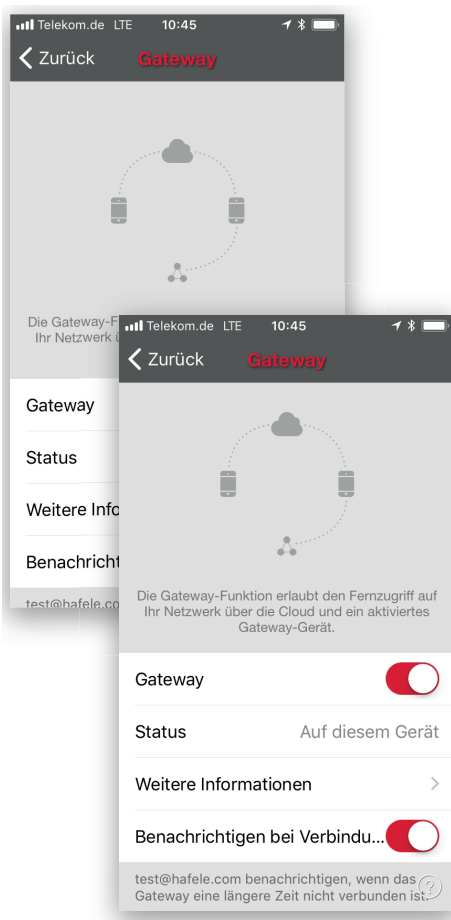 Telekom.de LTE 10:45
Zurück Gateway
Die Gateway-F
Ihr Netzwerk ü
Gateway
Status
Weitere Info
Benachricht
test@hafele.co
Telekom.de LTE 10:45
Zurück Gateway
Die Gateway-Funktion erlaubt den Fernzugriff auf
Ihr Netzwerk über die Cloud und ein aktiviertes
Gateway-Gerät.
Gateway
Status Auf diesem Gerät
Weitere Informationen
Benachrichtigen bei Verbindu...
test@hafele.com benachrichtigen, wenn das
Gateway eine längere Zeit nicht verbunden ist.
?